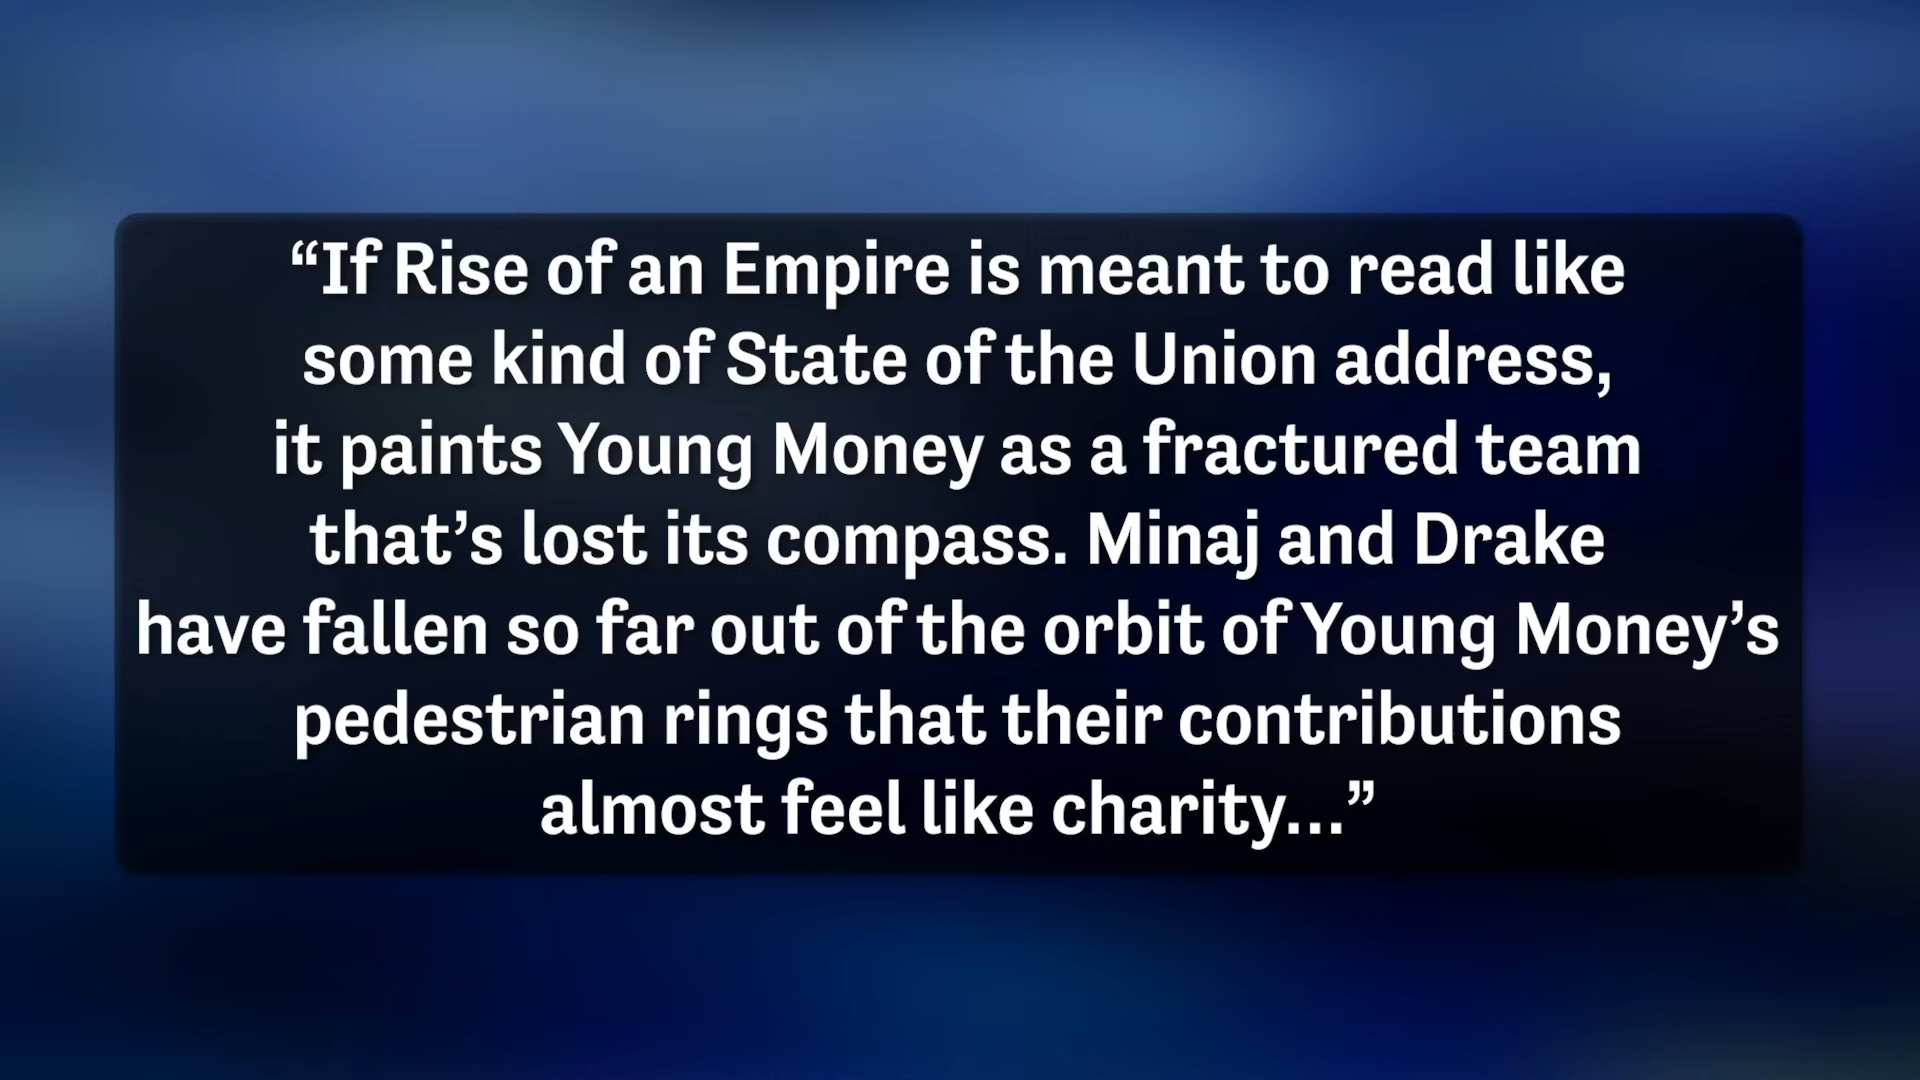 “If Rise of an Empire is meant to read like
some kind of State of the Union address,
it paints Young Money as a fractured team
that’s lost its compass. Minaj and Drake
have fallen so far out of the orbit of Young Money’s
pedestrian rings that their contributions
almost feel like charity...”